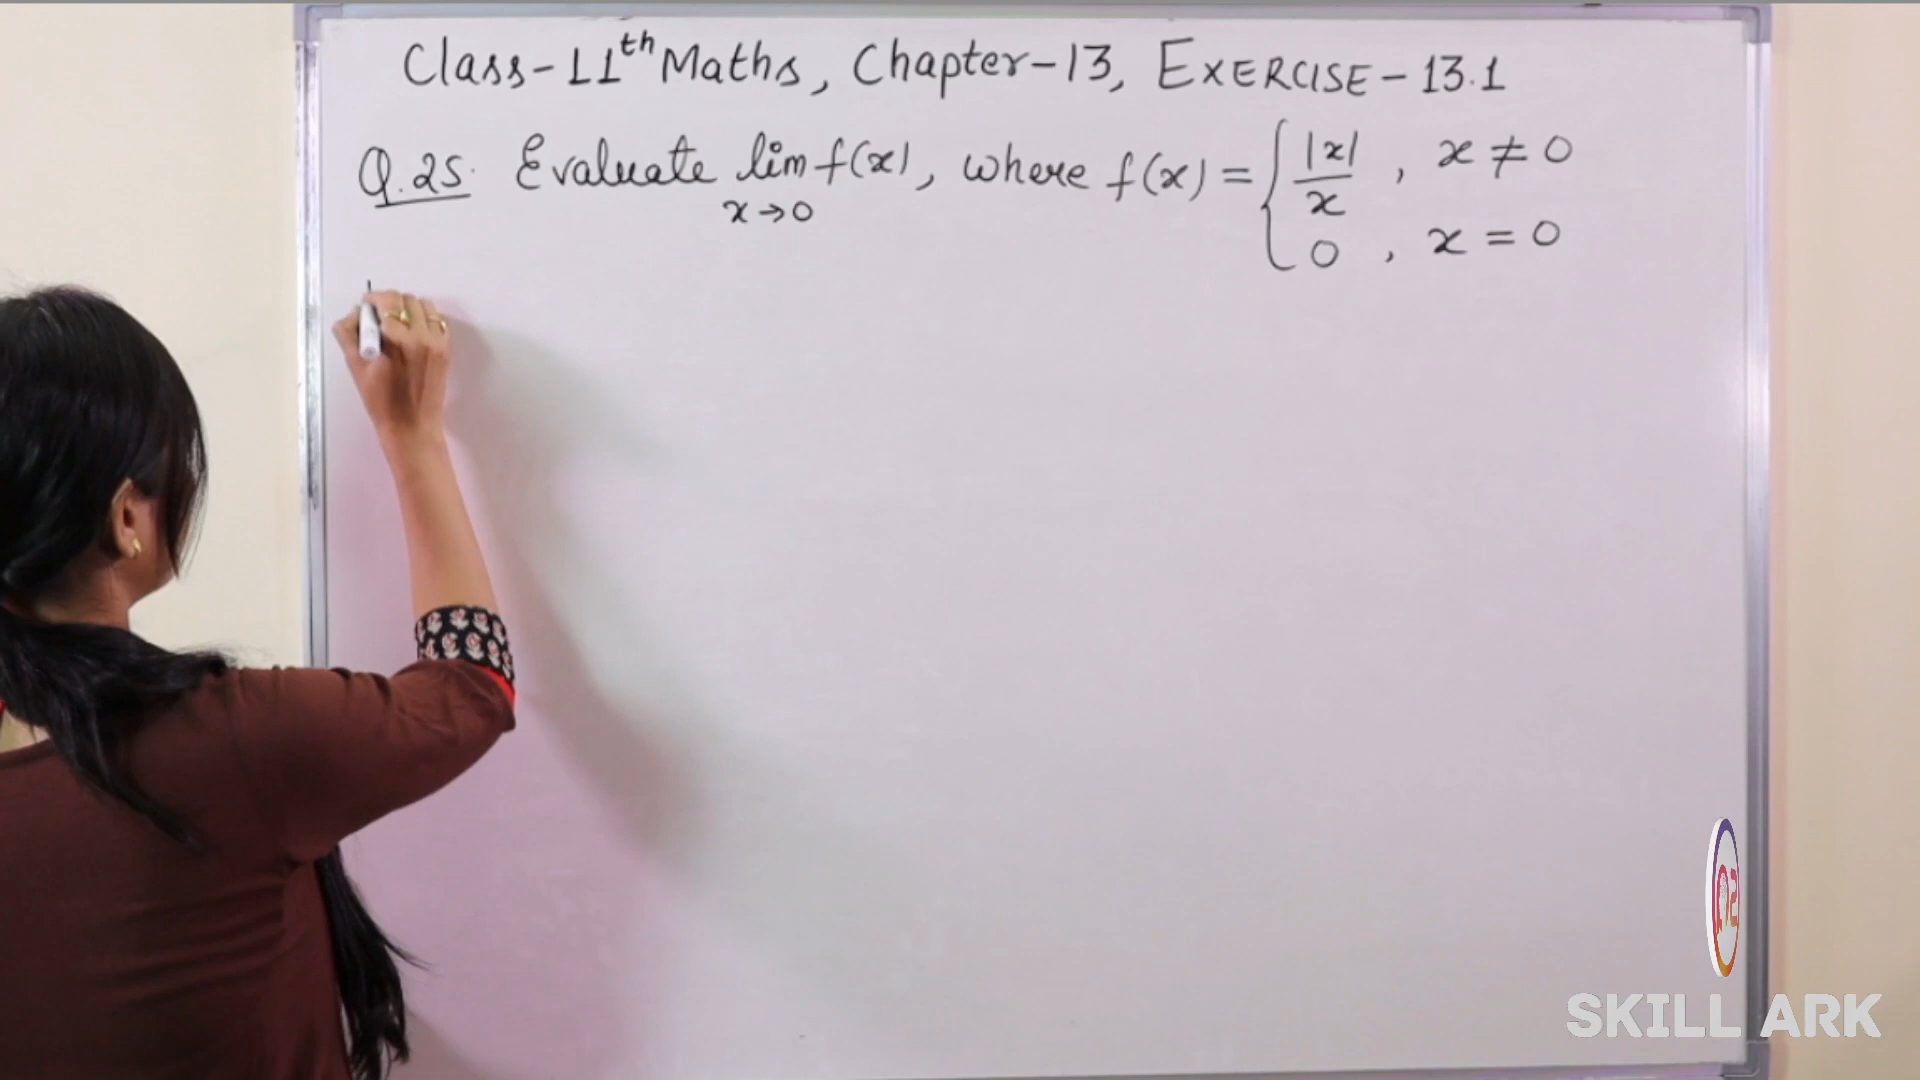 Class-11th Maths, Chapter-13, EXERCISE-13.1
Q.25. Evaluate lim f(x), where f(x) = { |x|/x , x ≠ 0
x→0
0 , x = 0
SKILL ARK